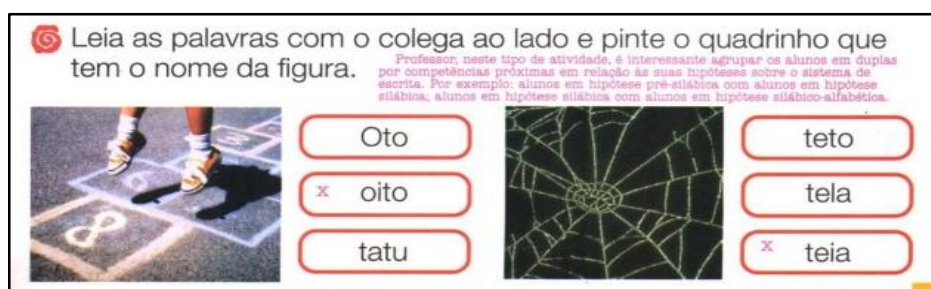 Leia as palavras com o colega ao lado e pinte o quadrinho que
tem o nome da figura.
Professor, neste tipo de atividade, é interessante agrupar os alunos em duplas
por competências próximas em relação às suas hipóteses sobre o sistema de
escrita. Por exemplo: alunos em hipótese pré-silábica com alunos em hipótese
silábica; alunos em hipótese silábica com alunos em hipótese silábico-alfabética.
8
Oto
x oito
tatu
teto
tela
x teia